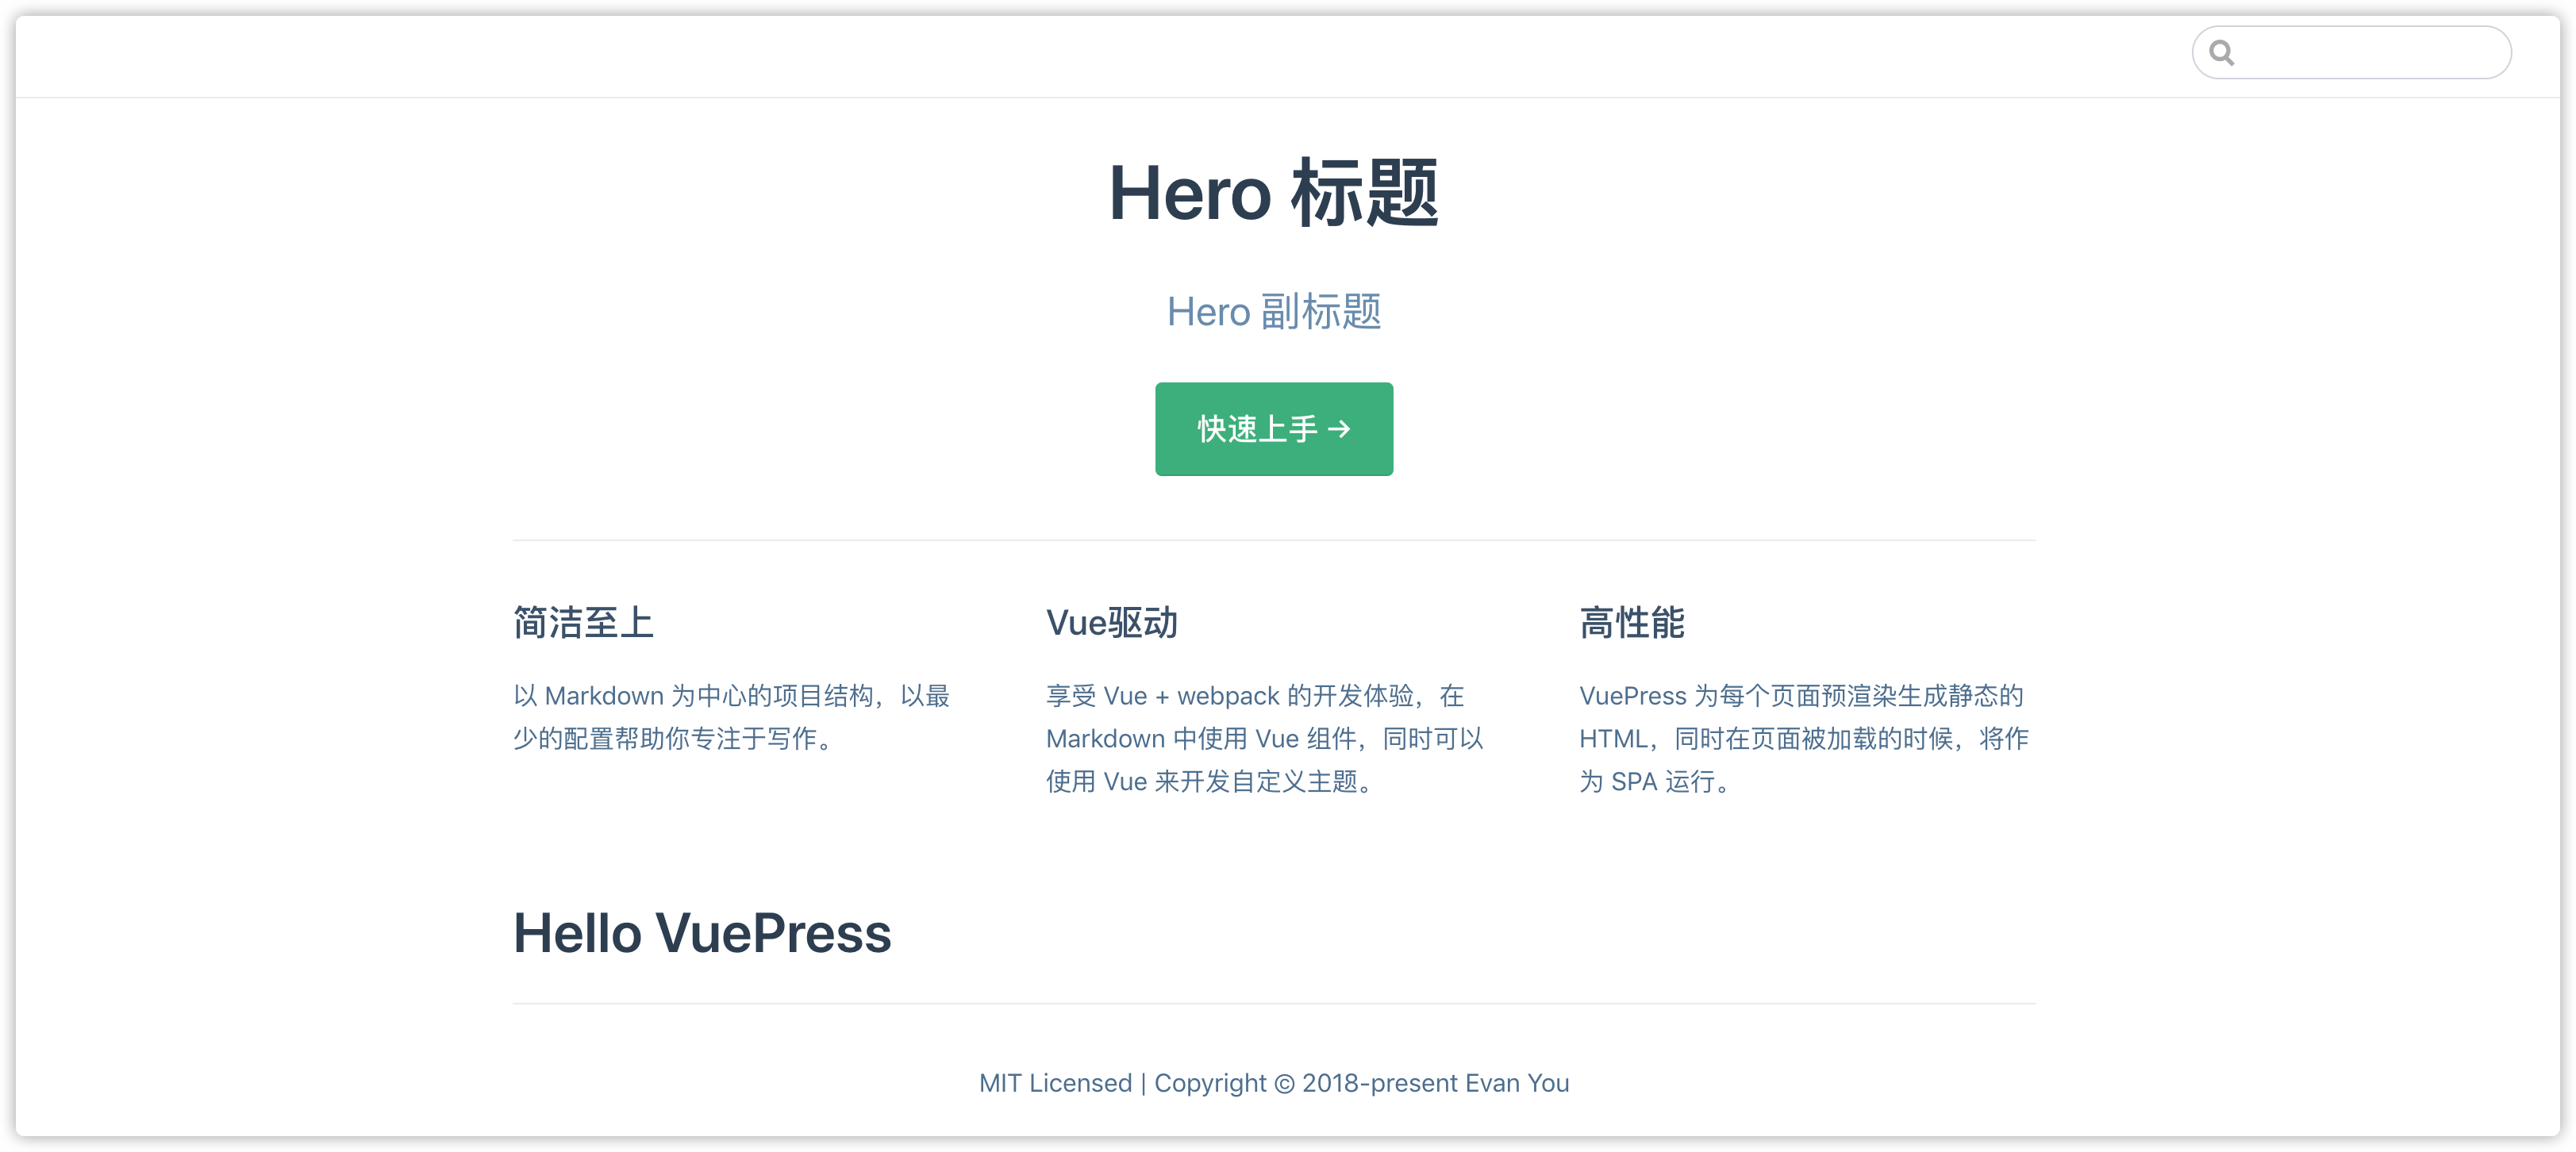 Hero 标题
Hero 副标题
快速上手 →
简洁至上
以 Markdown 为中心的项目结构，以最
少的配置帮助你专注于写作。
Vue驱动
享受 Vue + webpack 的开发体验，在
Markdown 中使用 Vue 组件，同时可以
使用 Vue 来开发自定义主题。
高性能
VuePress 为每个页面预渲染生成静态的
HTML，同时在页面被加载的时候，将作
为 SPA 运行。
Hello VuePress
MIT Licensed | Copyright © 2018-present Evan You